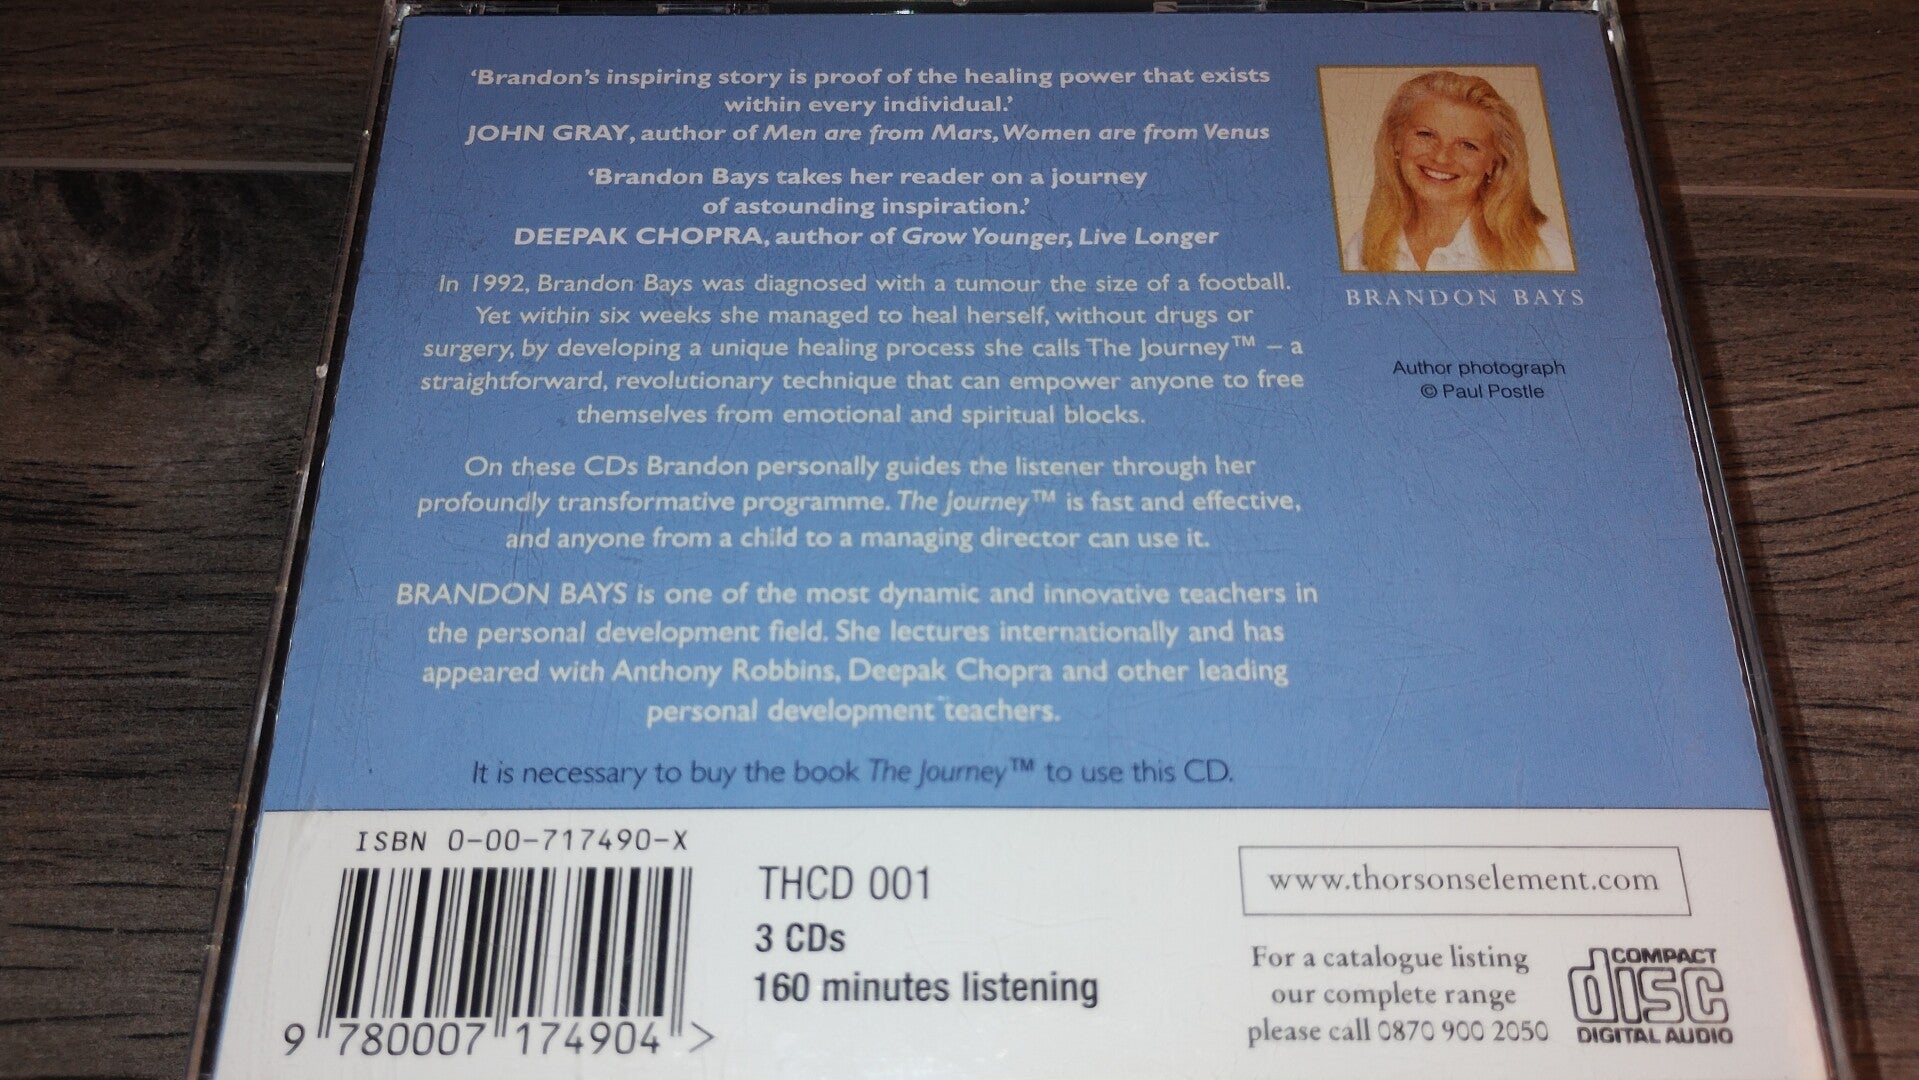 ‘Brandon’s inspiring story is proof of the healing power that exists
within every individual.’
JOHN GRAY, author of Men are from Mars, Women are from Venus
‘Brandon Bays takes her reader on a journey
of astounding inspiration.’
DEEPAK CHOPRA, author of Grow Younger, Live Longer
In 1992, Brandon Bays was diagnosed with a tumour the size of a football.
Yet within six weeks she managed to heal herself, without drugs or
surgery, by developing a unique healing process she calls The Journey™ – a
straightforward, revolutionary technique that can empower anyone to free
themselves from emotional and spiritual blocks.
On these CDs Brandon personally guides the listener through her
profoundly transformative programme. The Journey™ is fast and effective,
and anyone from a child to a managing director can use it.
BRANDON BAYS is one of the most dynamic and innovative teachers in
the personal development field. She lectures internationally and has
appeared with Anthony Robbins, Deepak Chopra and other leading
personal development teachers.
It is necessary to buy the book The Journey™ to use this CD.
BRANDON BAYS
Author photograph
© Paul Postle
ISBN 0-00-717490-X
9 780007 174904 >
THCD 001
3 CDs
160 minutes listening
www.thorsonselement.com
For a catalogue listing
our complete range
please call 0870 900 2050
COMPACT
disc
DIGITAL AUDIO